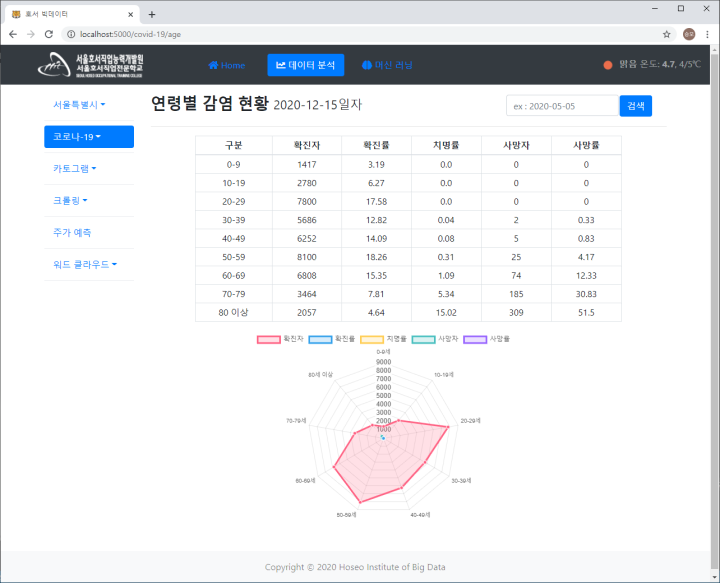 호서 빅데이터
localhost:5000/covid-19/age
서울호서직업능력개발원
서울호서직업전문학교
SEOUL HOSEO OCCUPATIONAL TRAINING COLLEGE
Home
데이터 분석
머신 러닝
맑음 온도: 4.7, 4/5℃
서울특별시
코로나-19
카토그램
크롤링
주가 예측
워드 클라우드
연령별 감염 현황 2020-12-15일자
ex : 2020-05-05
검색
구분 확진자 확진률 치명률 사망자 사망률
0-9 1417 3.19 0.0 0 0
10-19 2780 6.27 0.0 0 0
20-29 7800 17.58 0.0 0 0
30-39 5686 12.82 0.04 2 0.33
40-49 6252 14.09 0.08 5 0.83
50-59 8100 18.26 0.31 25 4.17
60-69 6808 15.35 1.09 74 12.33
70-79 3464 7.81 5.34 185 30.83
80 이상 2057 4.64 15.02 309 51.5
확진자 확진율 치명율 사망자 사망율
0-9세
9000
8000
7000
6000
5000
4000
3000
2000
1000
10-19세
20-29세
30-39세
40-49세
50-59세
60-69세
70-79세
80세 이상
Copyright © 2020 Hoseo Institute of Big Data